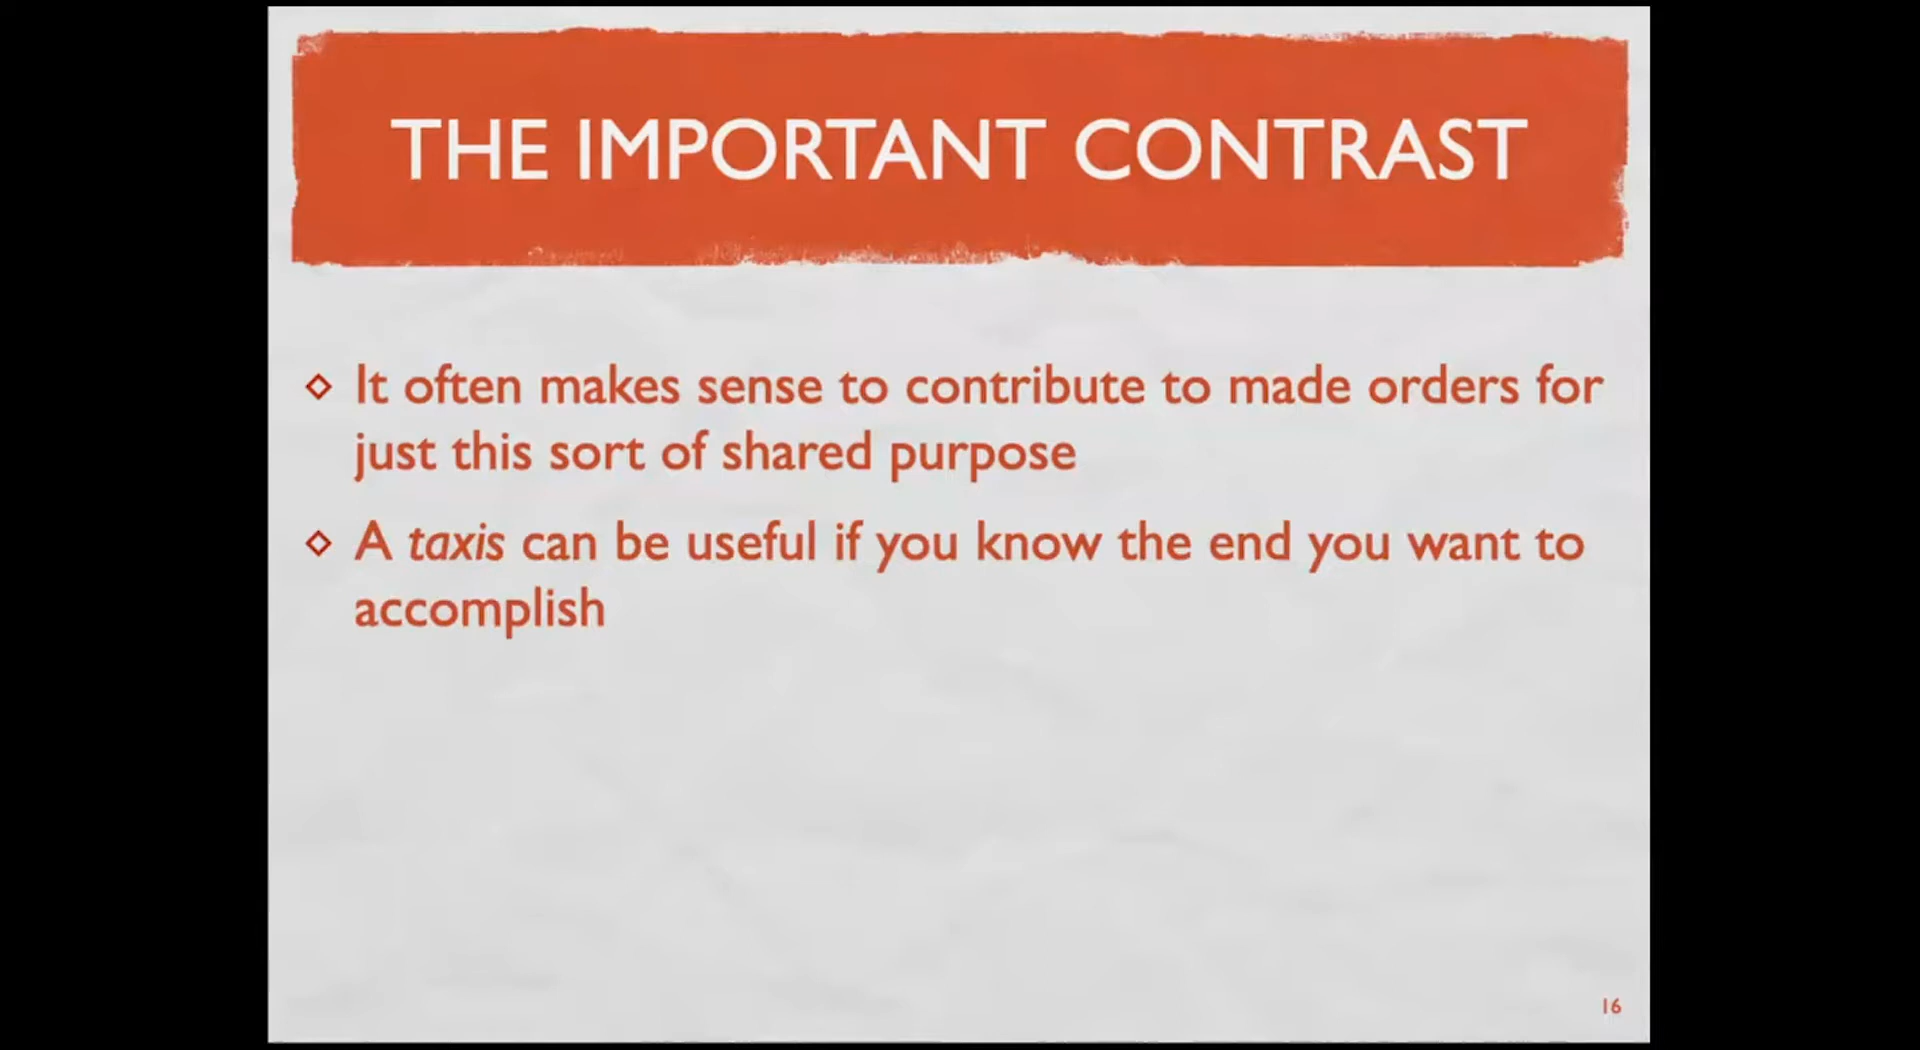 THE IMPORTANT CONTRAST
It often makes sense to contribute to made orders for
just this sort of shared purpose
A taxis can be useful if you know the end you want to
accomplish
16